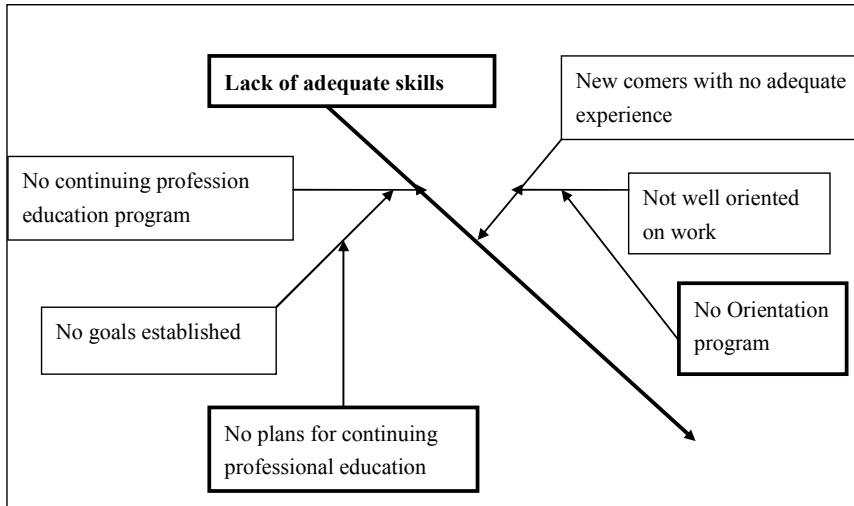 Lack of adequate skills
New comers with no adequate
experience
No continuing profession
education program
Not well oriented
on work
No goals established
No Orientation
program
No plans for continuing
professional education